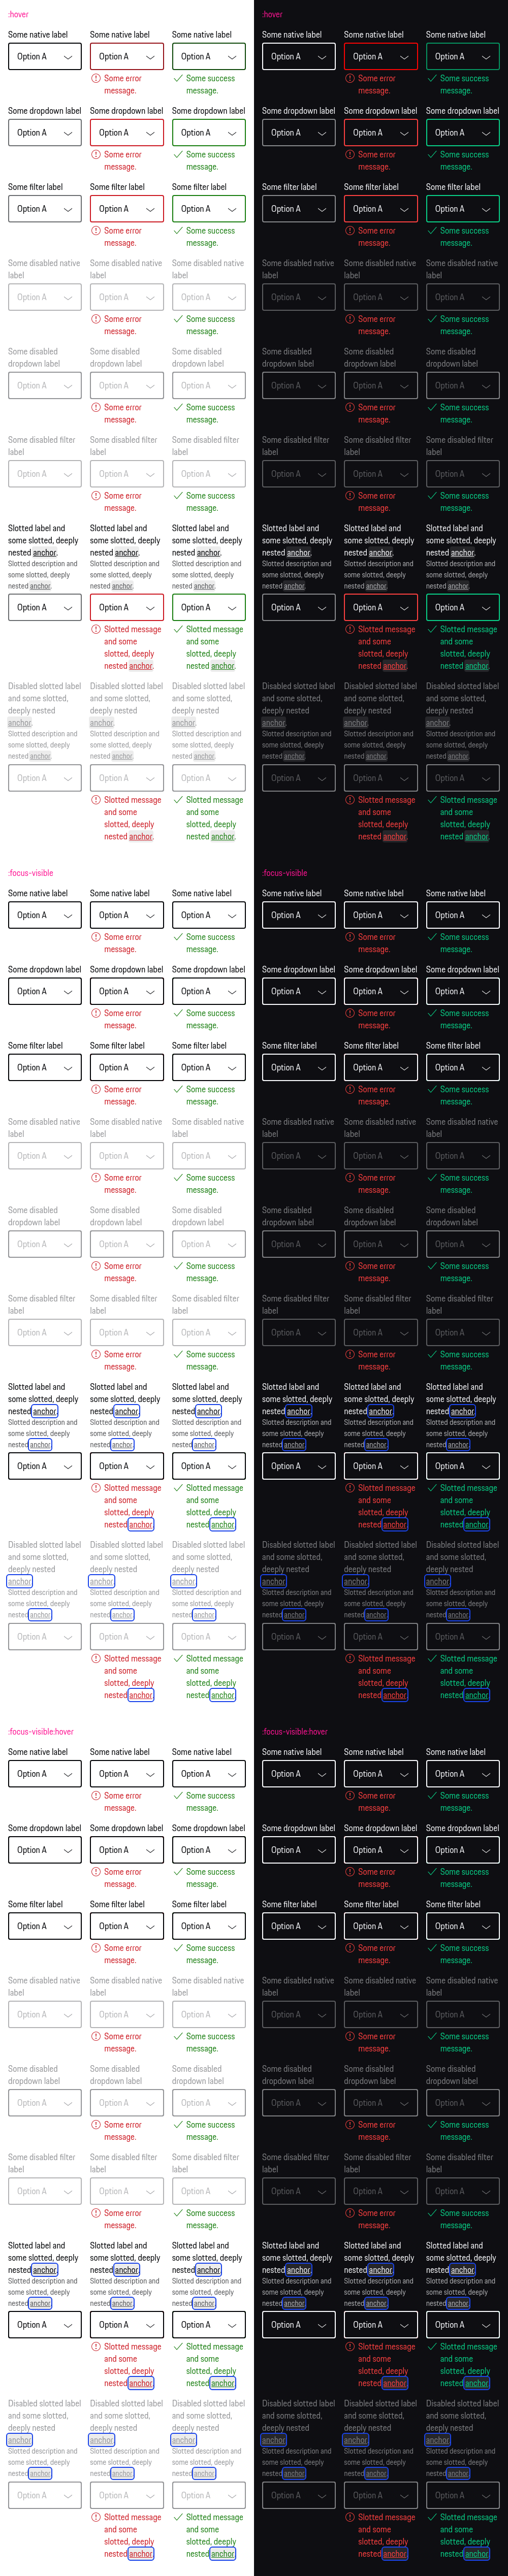 :hover :hover
Some native label Some native label Some native label Some native label Some native label Some native label
Option A Option A Option A Option A Option A Option A
Some error Some success Some error Some success
message. message. message. message.
Some dropdown label Some dropdown label Some dropdown label Some dropdown label Some dropdown label Some dropdown label
Option A Option A Option A Option A Option A Option A
Some error Some success Some error Some success
message. message. message. message.
Some filter label Some filter label Some filter label Some filter label Some filter label Some filter label
Option A Option A Option A Option A Option A Option A
Some error Some success Some error Some success
message. message. message. message.
Some disabled native Some disabled native Some disabled native Some disabled native Some disabled native Some disabled native
label label label label label label
Option A Option A Option A Option A Option A Option A
Some error Some success Some error Some success
message. message. message. message.
Some disabled Some disabled Some disabled Some disabled Some disabled Some disabled
dropdown label dropdown label dropdown label dropdown label dropdown label dropdown label
Option A Option A Option A Option A Option A Option A
Some error Some success Some error Some success
message. message. message. message.
Some disabled filter Some disabled filter Some disabled filter Some disabled filter Some disabled filter Some disabled filter
label label label label label label
Option A Option A Option A Option A Option A Option A
Some error Some success Some error Some success
message. message. message. message.
Slotted label and Slotted label and Slotted label and Slotted label and Slotted label and Slotted label and
some slotted, deeply some slotted, deeply some slotted, deeply some slotted, deeply some slotted, deeply some slotted, deeply
nested anchor. nested anchor. nested anchor. nested anchor. nested anchor. nested anchor.
Slotted description and Slotted description and Slotted description and Slotted description and Slotted description and Slotted description and
some slotted, deeply some slotted, deeply some slotted, deeply some slotted, deeply some slotted, deeply some slotted, deeply
nested anchor. nested anchor. nested anchor. nested anchor. nested anchor. nested anchor.
Option A Option A Option A Option A Option A Option A
Slotted message Slotted message Slotted message Slotted message
and some and some and some and some
slotted, deeply slotted, deeply slotted, deeply slotted, deeply
nested anchor. nested anchor. nested anchor. nested anchor.
Disabled slotted label Disabled slotted label Disabled slotted label Disabled slotted label Disabled slotted label Disabled slotted label
and some slotted, and some slotted, and some slotted, and some slotted, and some slotted, and some slotted,
deeply nested deeply nested deeply nested deeply nested deeply nested deeply nested
anchor. anchor. anchor. anchor. anchor. anchor.
Slotted description and Slotted description and Slotted description and Slotted description and Slotted description and Slotted description and
some slotted, deeply some slotted, deeply some slotted, deeply some slotted, deeply some slotted, deeply some slotted, deeply
nested anchor. nested anchor. nested anchor. nested anchor. nested anchor. nested anchor.
Option A Option A Option A Option A Option A Option A
Slotted message Slotted message Slotted message Slotted message
and some and some and some and some
slotted, deeply slotted, deeply slotted, deeply slotted, deeply
nested anchor. nested anchor. nested anchor. nested anchor.
:focus-visible :focus-visible
Some native label Some native label Some native label Some native label Some native label Some native label
Option A Option A Option A Option A Option A Option A
Some error Some success Some error Some success
message. message. message. message.
Some dropdown label Some dropdown label Some dropdown label Some dropdown label Some dropdown label Some dropdown label
Option A Option A Option A Option A Option A Option A
Some error Some success Some error Some success
message. message. message. message.
Some filter label Some filter label Some filter label Some filter label Some filter label Some filter label
Option A Option A Option A Option A Option A Option A
Some error Some success Some error Some success
message. message. message. message.
Some disabled native Some disabled native Some disabled native Some disabled native Some disabled native Some disabled native
label label label label label label
Option A Option A Option A Option A Option A Option A
Some error Some success Some error Some success
message. message. message. message.
Some disabled Some disabled Some disabled Some disabled Some disabled Some disabled
dropdown label dropdown label dropdown label dropdown label dropdown label dropdown label
Option A Option A Option A Option A Option A Option A
Some error Some success Some error Some success
message. message. message. message.
Some disabled filter Some disabled filter Some disabled filter Some disabled filter Some disabled filter Some disabled filter
label label label label label label
Option A Option A Option A Option A Option A Option A
Some error Some success Some error Some success
message. message. message. message.
Slotted label and Slotted label and Slotted label and Slotted label and Slotted label and Slotted label and
some slotted, deeply some slotted, deeply some slotted, deeply some slotted, deeply some slotted, deeply some slotted, deeply
nested anchor. nested anchor. nested anchor. nested anchor. nested anchor. nested anchor.
Slotted description and Slotted description and Slotted description and Slotted description and Slotted description and Slotted description and
some slotted, deeply some slotted, deeply some slotted, deeply some slotted, deeply some slotted, deeply some slotted, deeply
nested anchor. nested anchor. nested anchor. nested anchor. nested anchor. nested anchor.
Option A Option A Option A Option A Option A Option A
Slotted message Slotted message Slotted message Slotted message
and some and some and some and some
slotted, deeply slotted, deeply slotted, deeply slotted, deeply
nested anchor. nested anchor. nested anchor. nested anchor.
Disabled slotted label Disabled slotted label Disabled slotted label Disabled slotted label Disabled slotted label Disabled slotted label
and some slotted, and some slotted, and some slotted, and some slotted, and some slotted, and some slotted,
deeply nested deeply nested deeply nested deeply nested deeply nested deeply nested
anchor. anchor. anchor. anchor. anchor. anchor.
Slotted description and Slotted description and Slotted description and Slotted description and Slotted description and Slotted description and
some slotted, deeply some slotted, deeply some slotted, deeply some slotted, deeply some slotted, deeply some slotted, deeply
nested anchor. nested anchor. nested anchor. nested anchor. nested anchor. nested anchor.
Option A Option A Option A Option A Option A Option A
Slotted message Slotted message Slotted message Slotted message
and some and some and some and some
slotted, deeply slotted, deeply slotted, deeply slotted, deeply
nested anchor. nested anchor. nested anchor. nested anchor.
:focus-visible:hover :focus-visible:hover
Some native label Some native label Some native label Some native label Some native label Some native label
Option A Option A Option A Option A Option A Option A
Some error Some success Some error Some success
message. message. message. message.
Some dropdown label Some dropdown label Some dropdown label Some dropdown label Some dropdown label Some dropdown label
Option A Option A Option A Option A Option A Option A
Some error Some success Some error Some success
message. message. message. message.
Some filter label Some filter label Some filter label Some filter label Some filter label Some filter label
Option A Option A Option A Option A Option A Option A
Some error Some success Some error Some success
message. message. message. message.
Some disabled native Some disabled native Some disabled native Some disabled native Some disabled native Some disabled native
label label label label label label
Option A Option A Option A Option A Option A Option A
Some error Some success Some error Some success
message. message. message. message.
Some disabled Some disabled Some disabled Some disabled Some disabled Some disabled
dropdown label dropdown label dropdown label dropdown label dropdown label dropdown label
Option A Option A Option A Option A Option A Option A
Some error Some success Some error Some success
message. message. message. message.
Some disabled filter Some disabled filter Some disabled filter Some disabled filter Some disabled filter Some disabled filter
label label label label label label
Option A Option A Option A Option A Option A Option A
Some error Some success Some error Some success
message. message. message. message.
Slotted label and Slotted label and Slotted label and Slotted label and Slotted label and Slotted label and
some slotted, deeply some slotted, deeply some slotted, deeply some slotted, deeply some slotted, deeply some slotted, deeply
nested anchor. nested anchor. nested anchor. nested anchor. nested anchor. nested anchor.
Slotted description and Slotted description and Slotted description and Slotted description and Slotted description and Slotted description and
some slotted, deeply some slotted, deeply some slotted, deeply some slotted, deeply some slotted, deeply some slotted, deeply
nested anchor. nested anchor. nested anchor. nested anchor. nested anchor. nested anchor.
Option A Option A Option A Option A Option A Option A
Slotted message Slotted message Slotted message Slotted message
and some and some and some and some
slotted, deeply slotted, deeply slotted, deeply slotted, deeply
nested anchor. nested anchor. nested anchor. nested anchor.
Disabled slotted label Disabled slotted label Disabled slotted label Disabled slotted label Disabled slotted label Disabled slotted label
and some slotted, and some slotted, and some slotted, and some slotted, and some slotted, and some slotted,
deeply nested deeply nested deeply nested deeply nested deeply nested deeply nested
anchor. anchor. anchor. anchor. anchor. anchor.
Slotted description and Slotted description and Slotted description and Slotted description and Slotted description and Slotted description and
some slotted, deeply some slotted, deeply some slotted, deeply some slotted, deeply some slotted, deeply some slotted, deeply
nested anchor. nested anchor. nested anchor. nested anchor. nested anchor. nested anchor.
Option A Option A Option A Option A Option A Option A
Slotted message Slotted message Slotted message Slotted message
and some and some and some and some
slotted, deeply slotted, deeply slotted, deeply slotted, deeply
nested anchor. nested anchor. nested anchor. nested anchor.